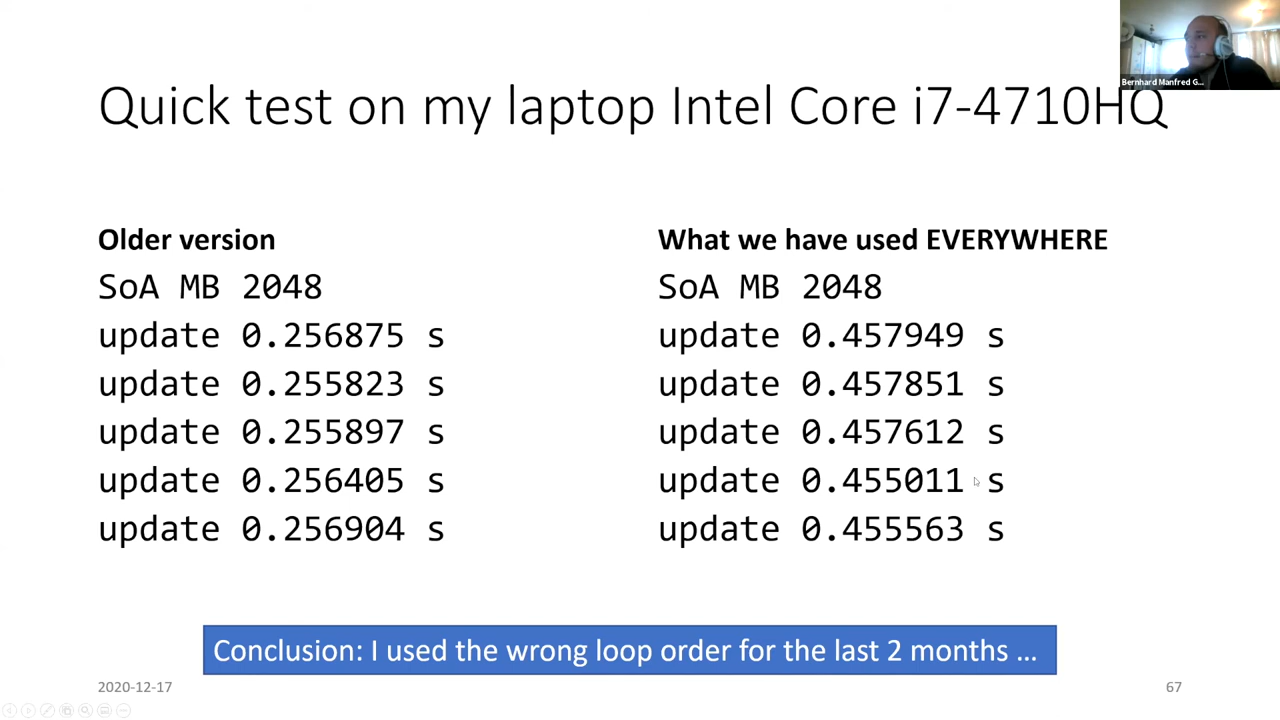 Bernhard Manfred G...
Quick test on my laptop Intel Core i7-4710HQ
Older version
SoA MB 2048
update 0.256875 s
update 0.255823 s
update 0.255897 s
update 0.256405 s
update 0.256904 s
What we have used EVERYWHERE
SoA MB 2048
update 0.457949 s
update 0.457851 s
update 0.457612 s
update 0.455011 s
update 0.455563 s
Conclusion: I used the wrong loop order for the last 2 months …
2020-12-17
67